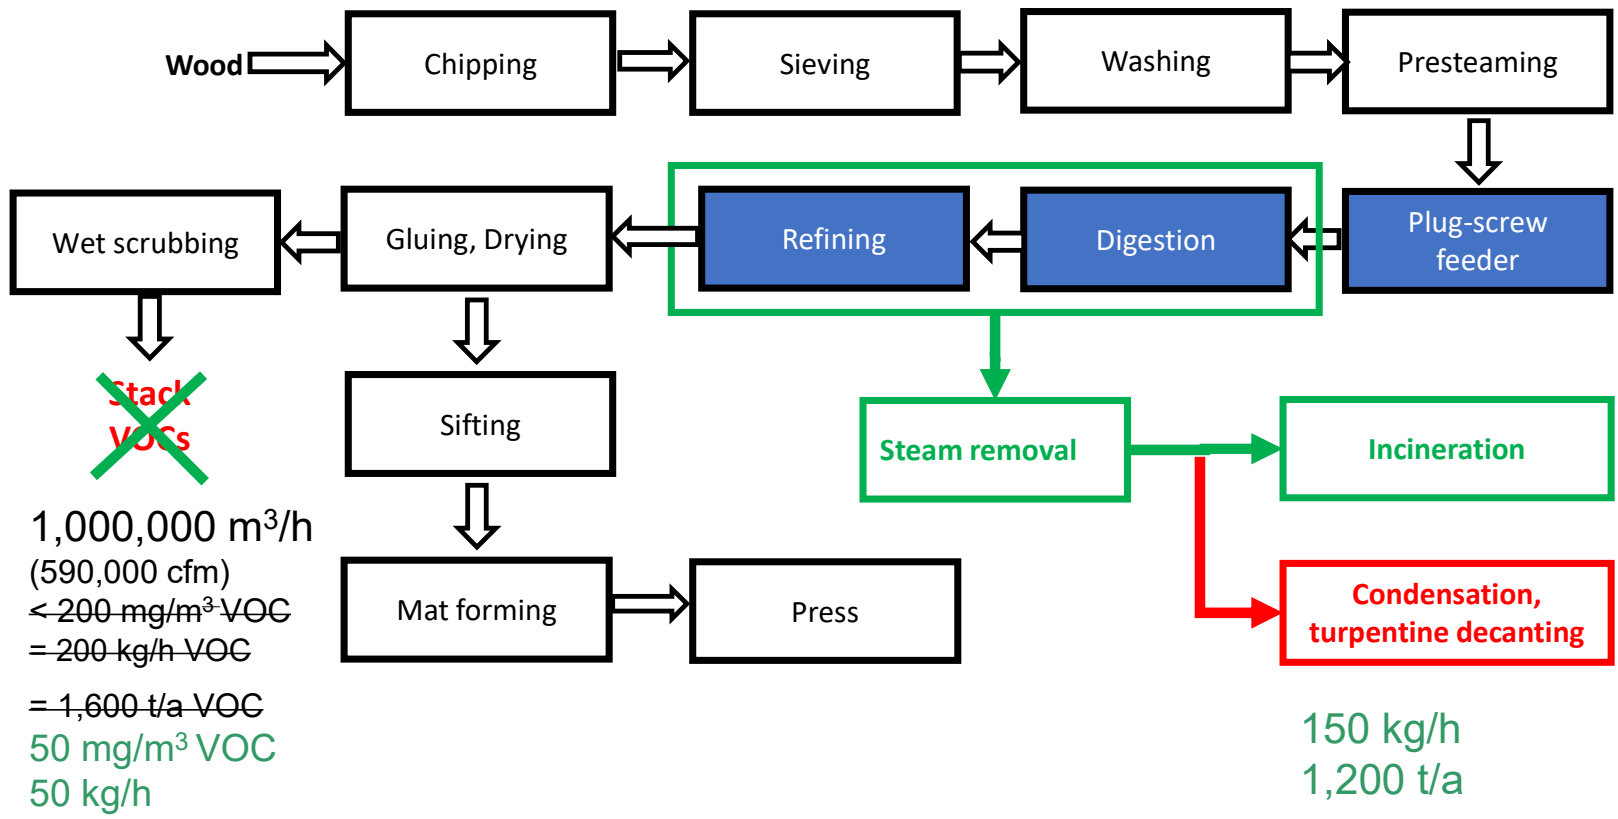 Wood
Chipping
Sieving
Washing
Presteaming
Wet scrubbing
Gluing, Drying
Refining
Digestion
Plug-screw
feeder
Stack
VOCs
Sifting
Steam removal
Incineration
1,000,000 m³/h
(590,000 cfm)
< 200 mg/m³ VOC
= 200 kg/h VOC
= 1,600 t/a VOC
50 mg/m³ VOC
50 kg/h
Mat forming
Press
Condensation,
turpentine decanting
150 kg/h
1,200 t/a